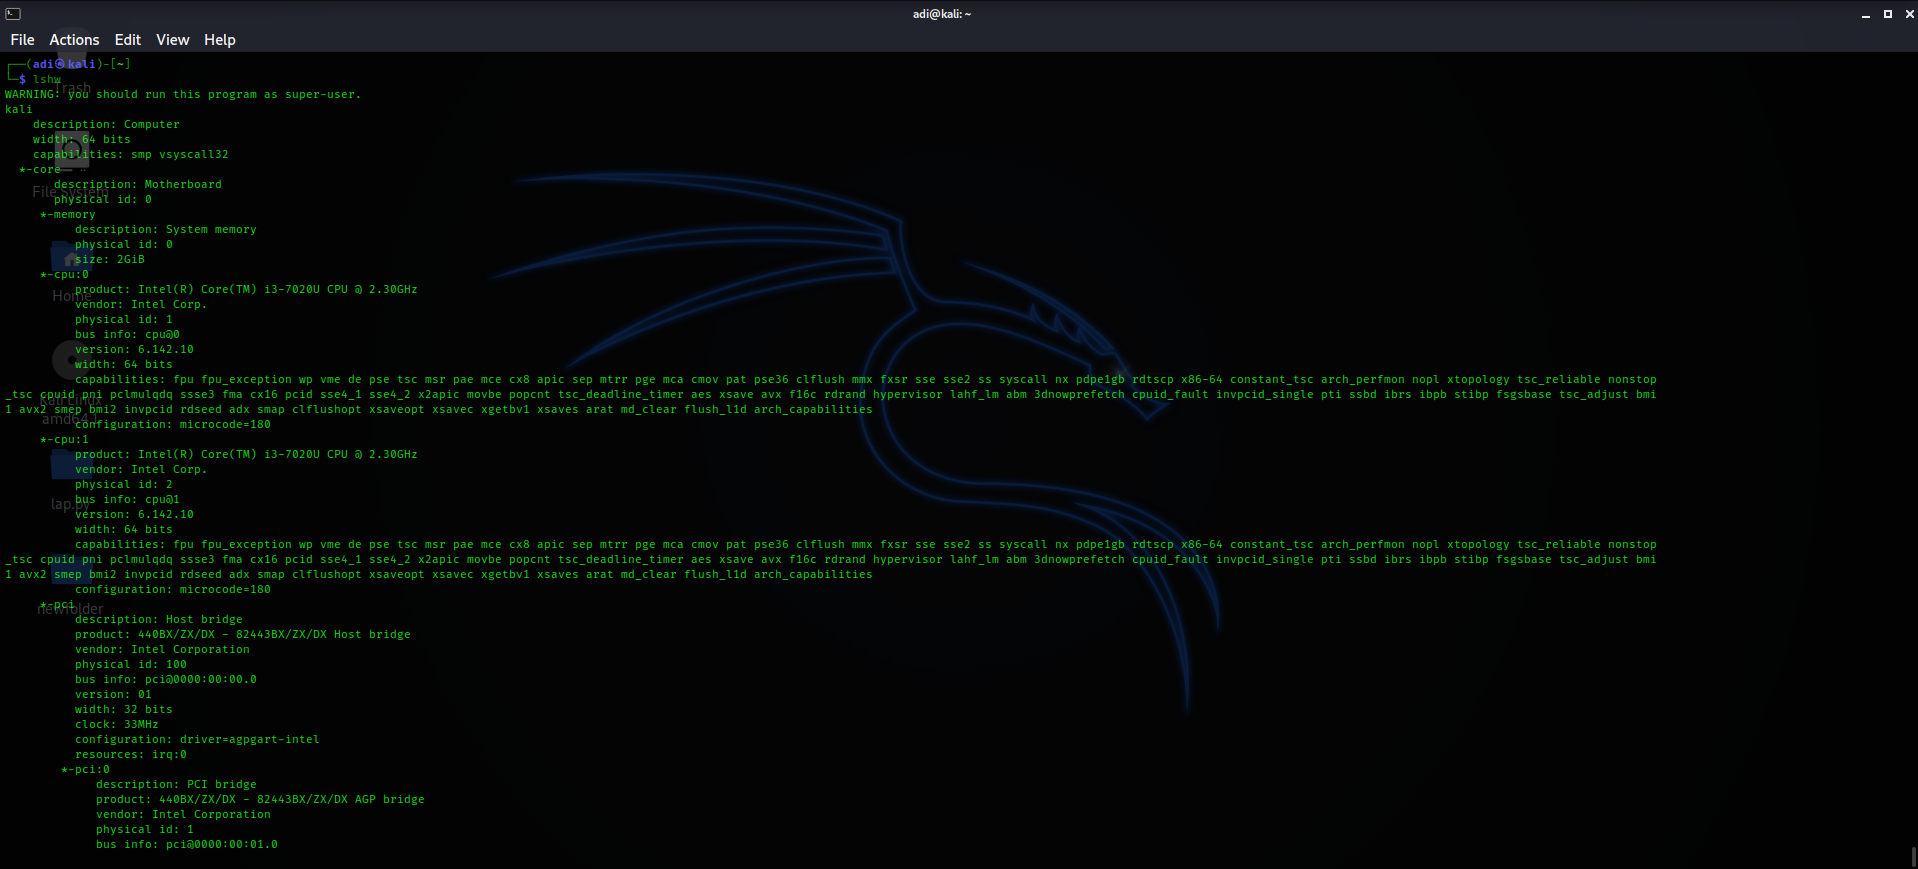 adi@kali: ~
File Actions Edit View Help
┌──(adi㉿kali)-[~]
└─$ lshw
WARNING: you should run this program as super-user.
kali
    description: Computer
    width: 64 bits
    capabilities: smp vsyscall32
  *-core
       description: Motherboard
       physical id: 0
     *-memory
          description: System memory
          physical id: 0
          size: 2GiB
     *-cpu:0
          product: Intel(R) Core(TM) i3-7020U CPU @ 2.30GHz
          vendor: Intel Corp.
          physical id: 1
          bus info: cpu@0
          version: 6.142.10
          width: 64 bits
          capabilities: fpu fpu_exception wp vme de pse tsc msr pae mce cx8 apic sep mtrr pge mca cmov pat pse36 clflush mmx fxsr sse sse2 ss syscall nx pdpe1gb rdtscp x86-64 constant_tsc arch_perfmon nopl xtopology tsc_reliable nonstop
_tsc cpuid pni pclmulqdq ssse3 fma cx16 pcid sse4_1 sse4_2 x2apic movbe popcnt tsc_deadline_timer aes xsave avx f16c rdrand hypervisor lahf_lm abm 3dnowprefetch cpuid_fault invpcid_single pti ssbd ibrs ibpb stibp fsgsbase tsc_adjust bmi
1 avx2 smep bmi2 invpcid rdseed adx smap clflushopt xsaveopt xsavec xgetbv1 xsaves arat md_clear flush_l1d arch_capabilities
          configuration: microcode=180
     *-cpu:1
          product: Intel(R) Core(TM) i3-7020U CPU @ 2.30GHz
          vendor: Intel Corp.
          physical id: 2
          bus info: cpu@1
          version: 6.142.10
          width: 64 bits
          capabilities: fpu fpu_exception wp vme de pse tsc msr pae mce cx8 apic sep mtrr pge mca cmov pat pse36 clflush mmx fxsr sse sse2 ss syscall nx pdpe1gb rdtscp x86-64 constant_tsc arch_perfmon nopl xtopology tsc_reliable nonstop
_tsc cpuid pni pclmulqdq ssse3 fma cx16 pcid sse4_1 sse4_2 x2apic movbe popcnt tsc_deadline_timer aes xsave avx f16c rdrand hypervisor lahf_lm abm 3dnowprefetch cpuid_fault invpcid_single pti ssbd ibrs ibpb stibp fsgsbase tsc_adjust bmi
1 avx2 smep bmi2 invpcid rdseed adx smap clflushopt xsaveopt xsavec xgetbv1 xsaves arat md_clear flush_l1d arch_capabilities
          configuration: microcode=180
     *-pci
          description: Host bridge
          product: 440BX/ZX/DX - 82443BX/ZX/DX Host bridge
          vendor: Intel Corporation
          physical id: 100
          bus info: pci@0000:00:00.0
          version: 01
          width: 32 bits
          clock: 33MHz
          configuration: driver=agpgart-intel
          resources: irq:0
        *-pci:0
             description: PCI bridge
             product: 440BX/ZX/DX - 82443BX/ZX/DX AGP bridge
             vendor: Intel Corporation
             physical id: 1
             bus info: pci@0000:00:01.0
Trash
File System
Home
Kali Linux
amd64 1
lap.py
newfolder